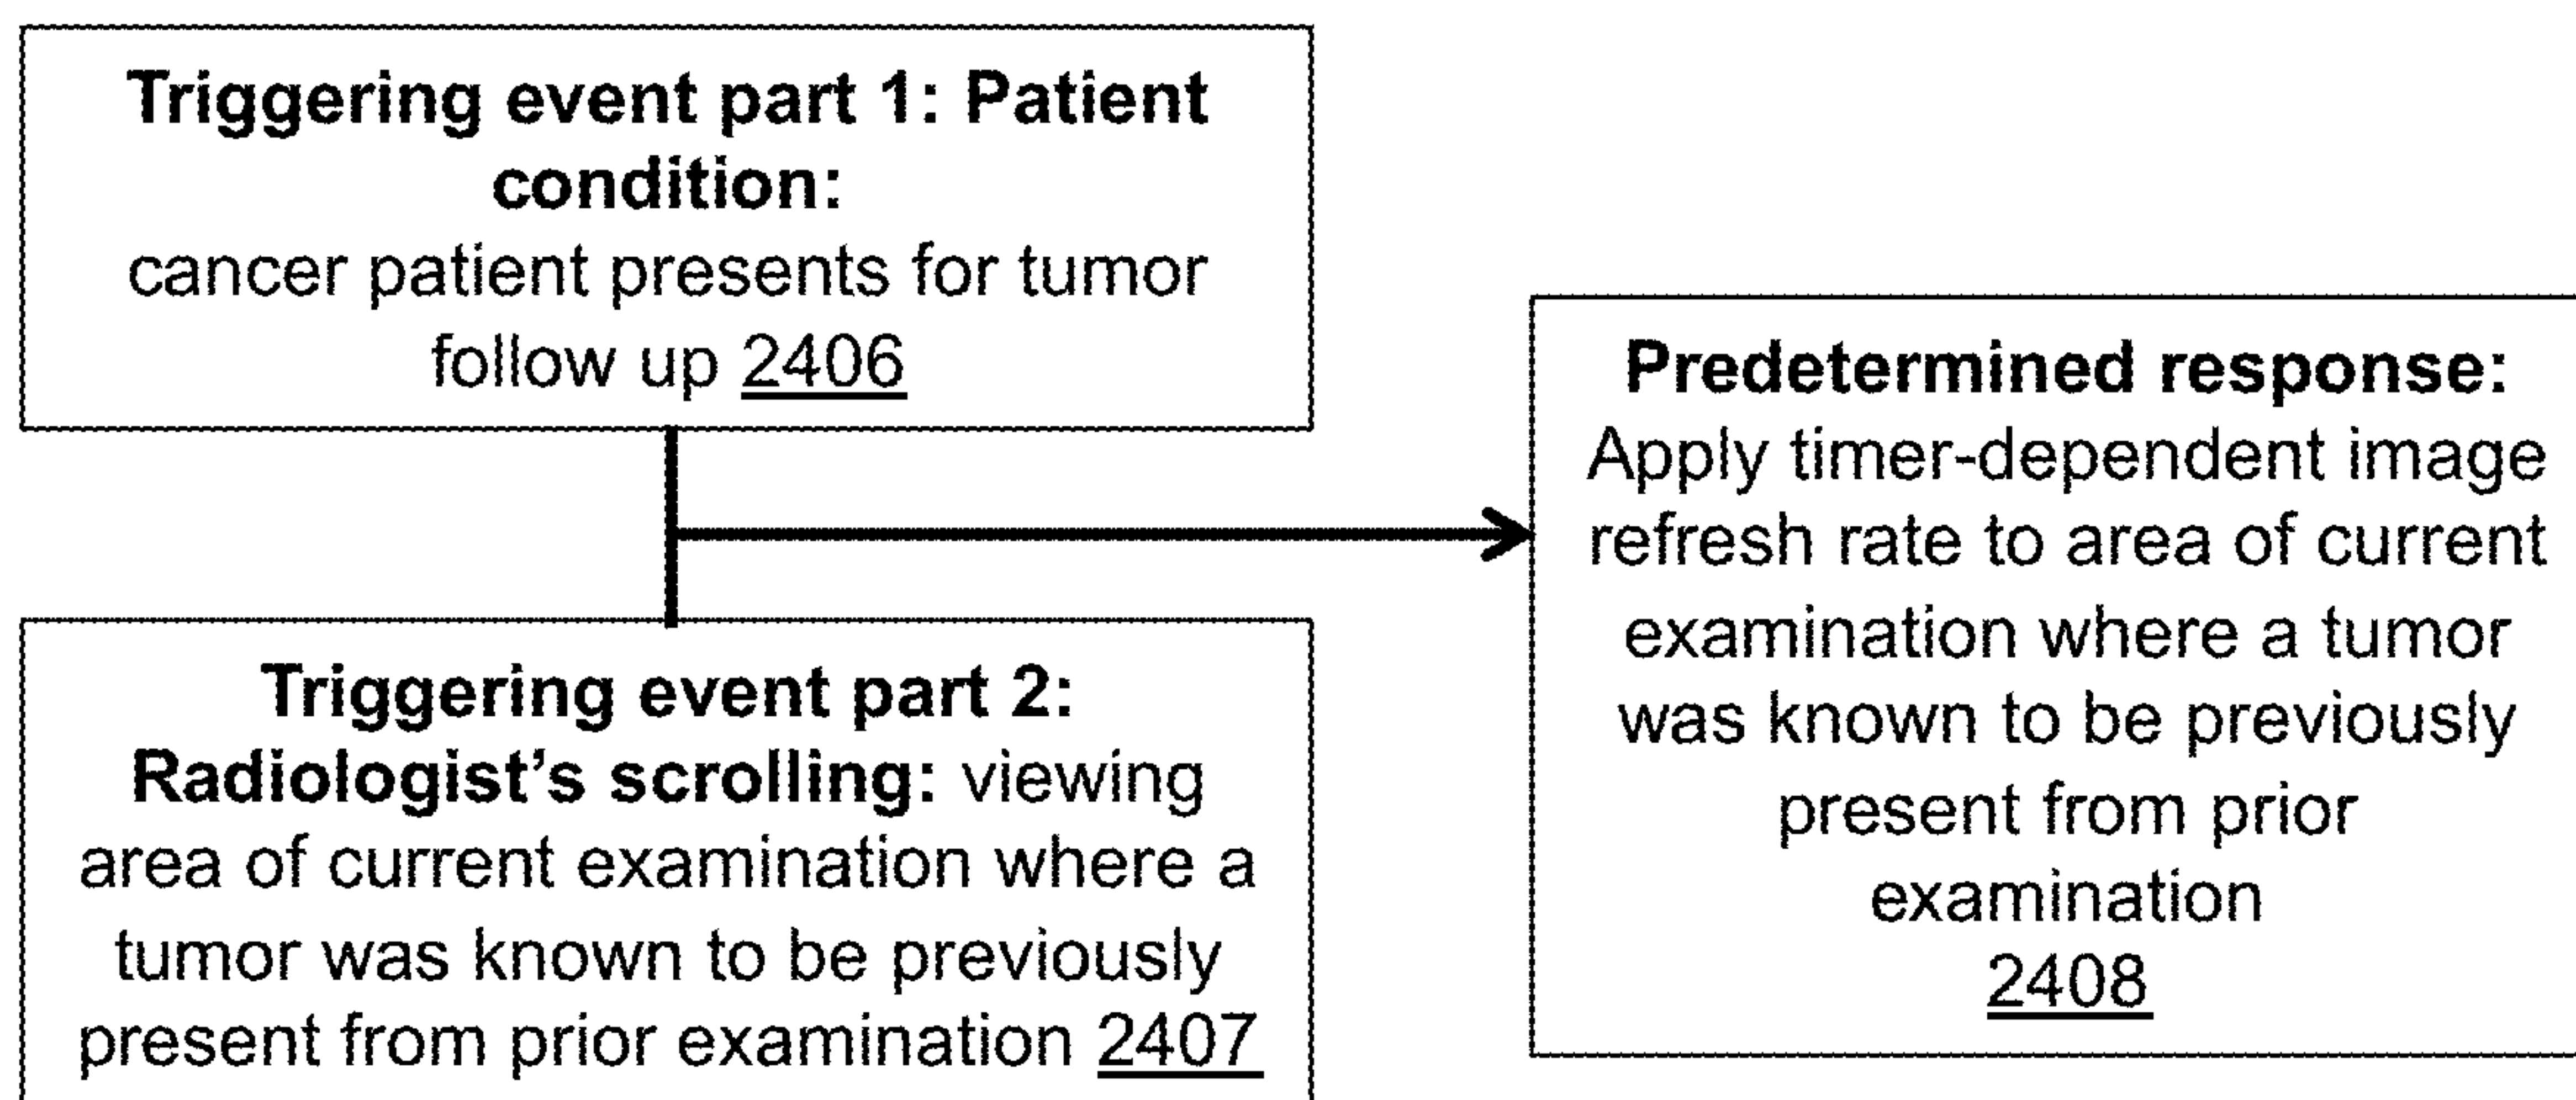 Triggering event part 1: Patient
condition:
cancer patient presents for tumor
follow up 2406
Triggering event part 2:
Radiologist’s scrolling: viewing
area of current examination where a
tumor was known to be previously
present from prior examination 2407
Predetermined response:
Apply timer-dependent image
refresh rate to area of current
examination where a tumor
was known to be previously
present from prior
examination
2408